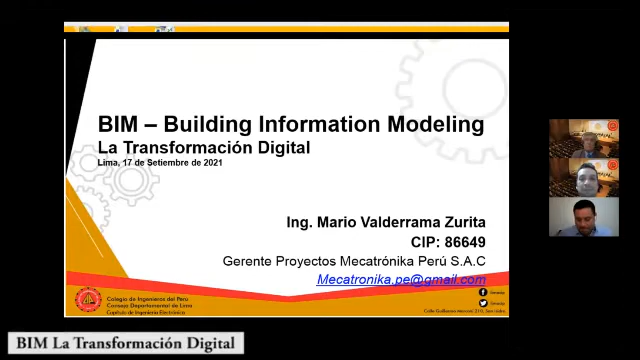 BIM – Building Information Modeling
La Transformación Digital
Lima, 17 de Setiembre de 2021
Ing. Mario Valderrama Zurita
CIP: 86649
Gerente Proyectos Mecatrónika Perú S.A.C
Mecatronika.pe@gmail.com
Colegio de Ingenieros del Perú
Consejo Departamental de Lima
Capítulo de Ingeniería Electrónica
BIM La Transformación Digital